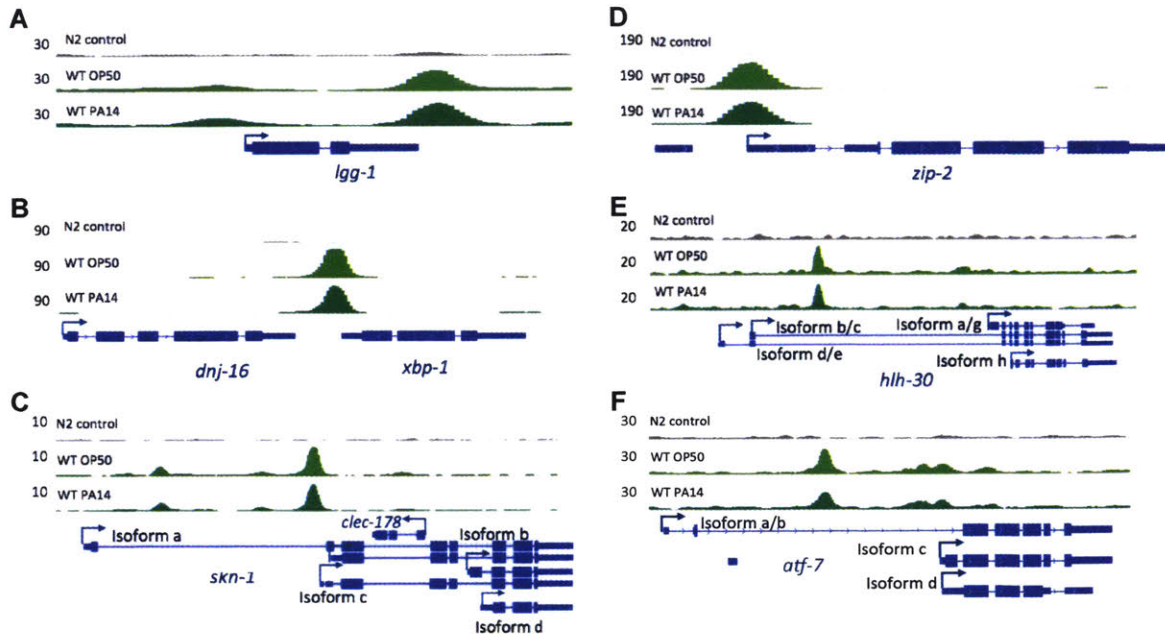 A
30 N2 control
30 WT OP50
30 WT PA14
lgg-1
B
90 N2 control
90 WT OP50
90 WT PA14
dnj-16 xbp-1
C
10 N2 control
10 WT OP50
10 WT PA14
clec-178
Isoform a Isoform b
skn-1
Isoform c
Isoform d
D
190 N2 control
190 WT OP50
190 WT PA14
zip-2
E
20 N2 control
20 WT OP50
20 WT PA14
Isoform b/c Isoform a/g
Isoform d/e
Isoform h
hlh-30
F
30 N2 control
30 WT OP50
30 WT PA14
Isoform a/b
Isoform c
atf-7
Isoform d